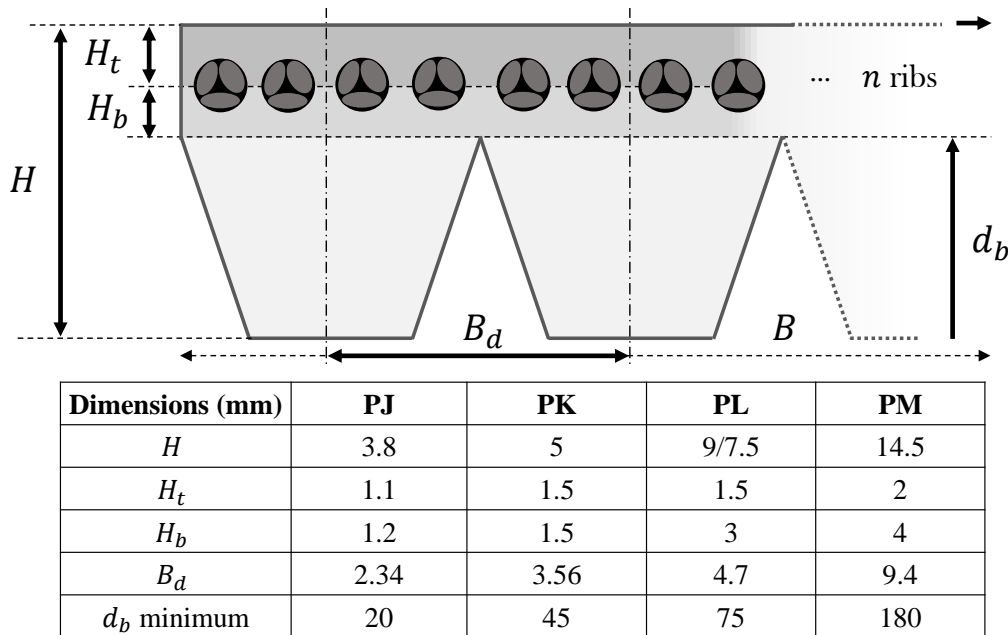 H_t
H_b
H
··· n ribs
d_b
B_d
B
Dimensions (mm) PJ PK PL PM
H 3.8 5 9/7.5 14.5
H_t 1.1 1.5 1.5 2
H_b 1.2 1.5 3 4
B_d 2.34 3.56 4.7 9.4
d_b minimum 20 45 75 180